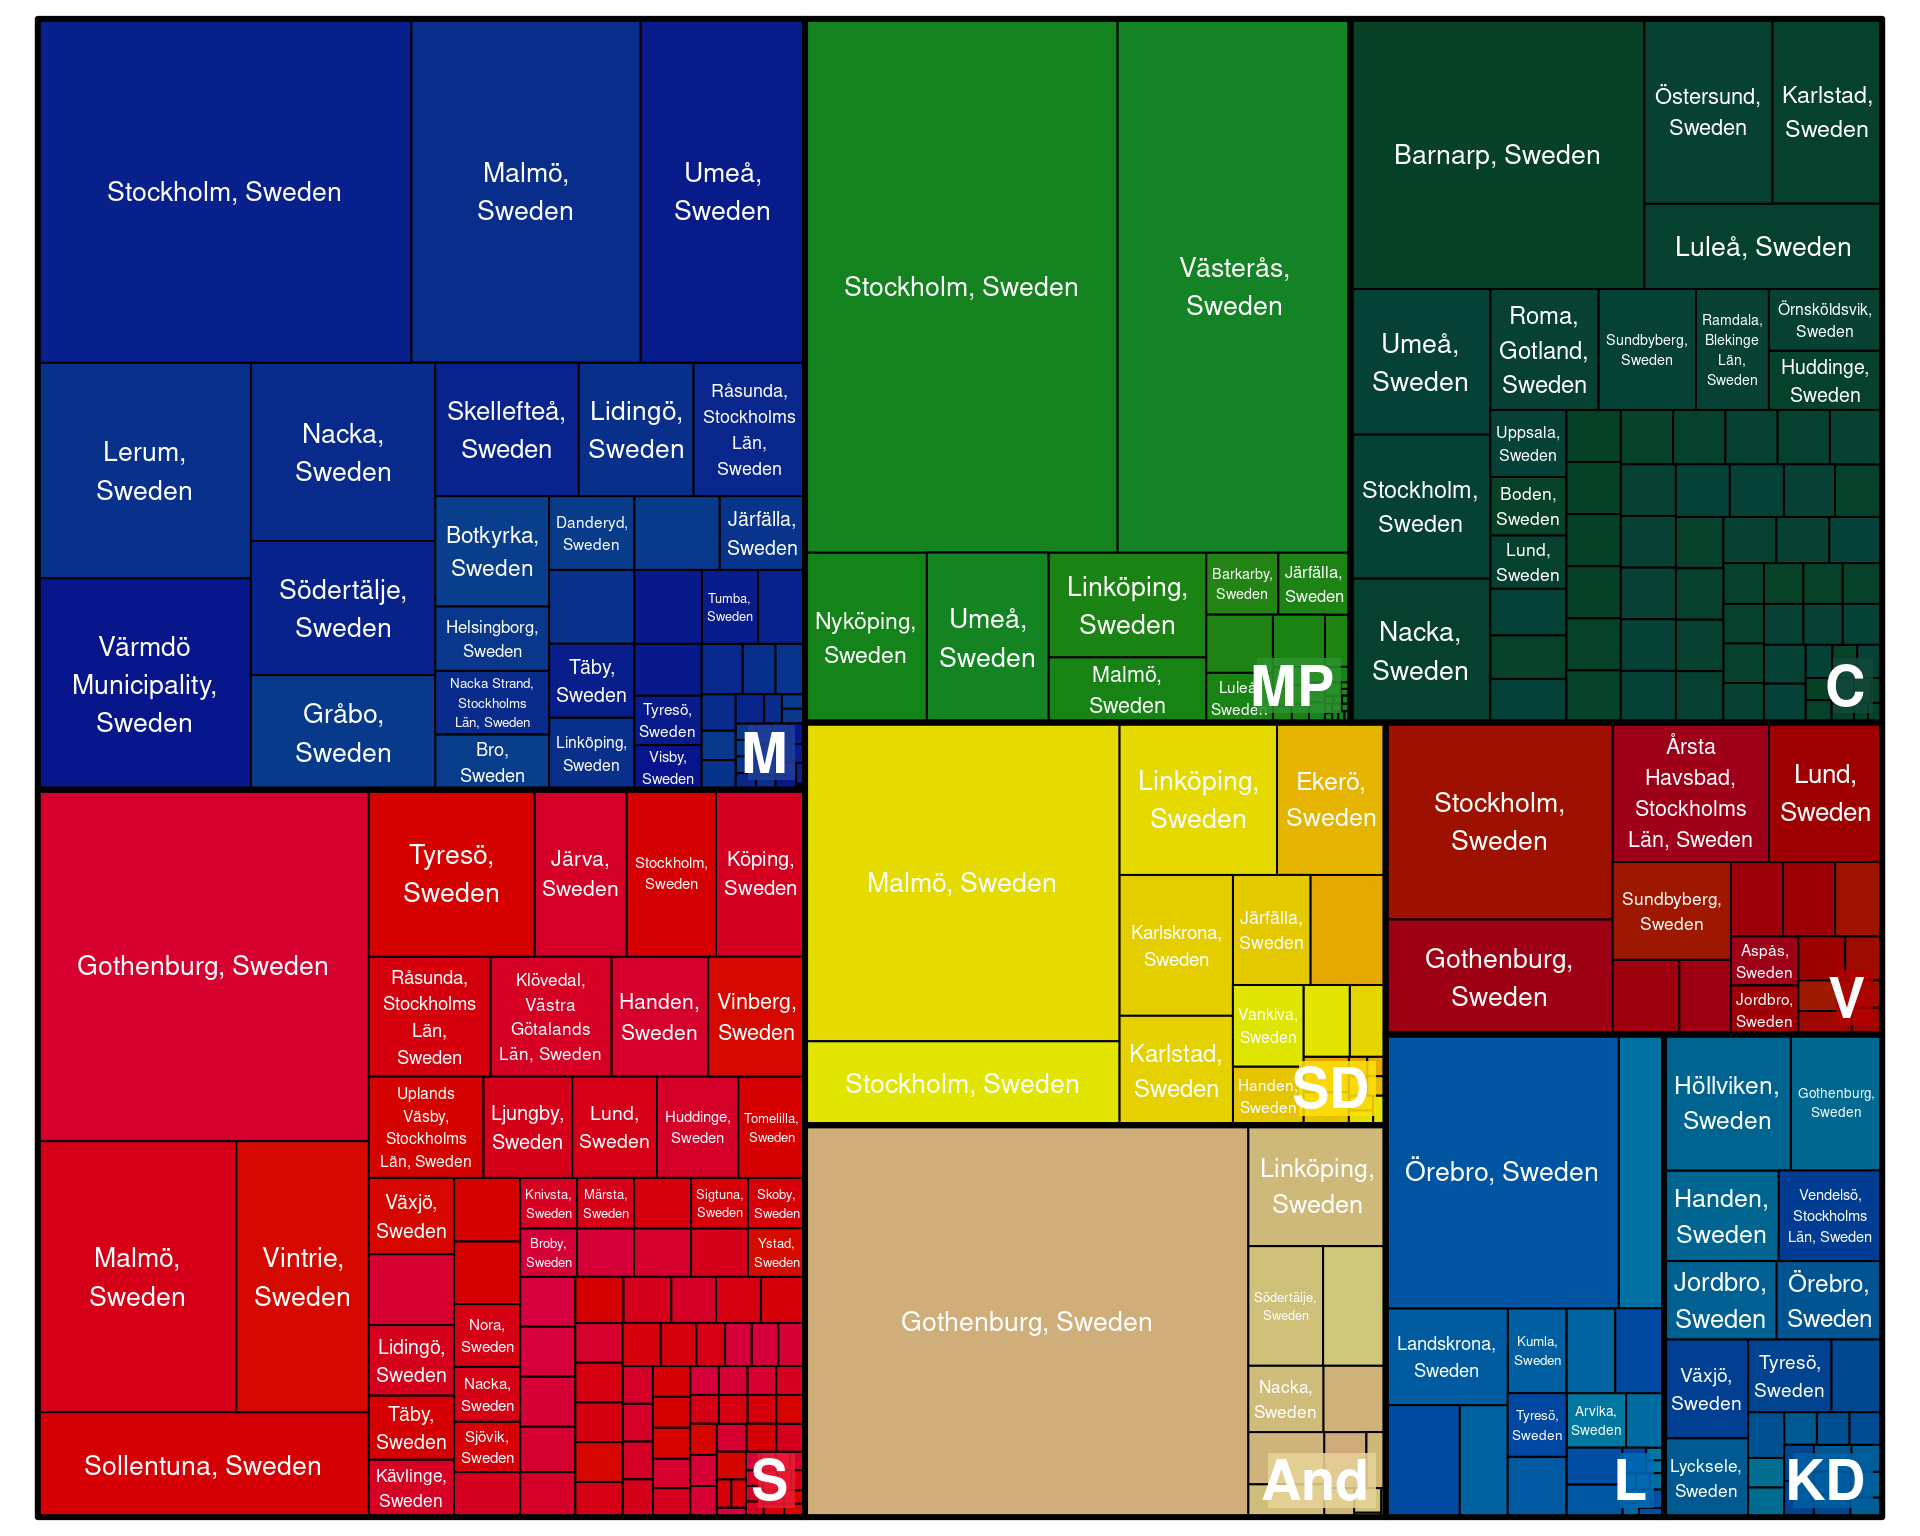 Stockholm, Sweden
Malmö,
Sweden
Umeå,
Sweden
Lerum,
Sweden
Nacka,
Sweden
Skellefteå,
Sweden
Lidingö,
Sweden
Råsunda,
Stockholms
Län,
Sweden
Värmdö
Municipality,
Sweden
Södertälje,
Sweden
Gråbo,
Sweden
Botkyrka,
Sweden
Danderyd,
Sweden
Järfälla,
Sweden
Helsingborg,
Sweden
Nacka Strand,
Stockholms
Län, Sweden
Bro,
Sweden
Tumba,
Sweden
Täby,
Sweden
Linköping,
Sweden
Tyresö,
Sweden
Visby,
Sweden
M
Stockholm, Sweden
Västerås,
Sweden
Nyköping,
Sweden
Umeå,
Sweden
Linköping,
Sweden
Malmö,
Sweden
Barkarby,
Sweden
Järfälla,
Sweden
Luleå,
Sweden
MP
Barnarp, Sweden
Östersund,
Sweden
Karlstad,
Sweden
Luleå, Sweden
Umeå,
Sweden
Roma,
Gotland,
Sweden
Sundbyberg,
Sweden
Ramdala,
Blekinge
Län,
Sweden
Örnsköldsvik,
Sweden
Huddinge,
Sweden
Stockholm,
Sweden
Nacka,
Sweden
Uppsala,
Sweden
Boden,
Sweden
Lund,
Sweden
C
Gothenburg, Sweden
Tyresö,
Sweden
Järva,
Sweden
Stockholm,
Sweden
Köping,
Sweden
Råsunda,
Stockholms
Län,
Sweden
Klövedal,
Västra
Götalands
Län, Sweden
Handen,
Sweden
Vinberg,
Sweden
Uplands
Väsby,
Stockholms
Län, Sweden
Ljungby,
Sweden
Lund,
Sweden
Huddinge,
Sweden
Tomelilla,
Sweden
Malmö,
Sweden
Vintrie,
Sweden
Sollentuna, Sweden
Växjö,
Sweden
Lidingö,
Sweden
Täby,
Sweden
Kävlinge,
Sweden
Nora,
Sweden
Nacka,
Sweden
Sjövik,
Sweden
Knivsta,
Sweden
Märsta,
Sweden
Sigtuna,
Sweden
Skoby,
Sweden
Broby,
Sweden
Ystad,
Sweden
S
Malmö, Sweden
Stockholm, Sweden
Linköping,
Sweden
Ekerö,
Sweden
Karlskrona,
Sweden
Järfälla,
Sweden
Karlstad,
Sweden
Vankiva,
Sweden
Handen,
Sweden
SD
Gothenburg, Sweden
Linköping,
Sweden
Södertälje,
Sweden
Nacka,
Sweden
And
Stockholm,
Sweden
Gothenburg,
Sweden
Årsta
Havsbad,
Stockholms
Län, Sweden
Lund,
Sweden
Sundbyberg,
Sweden
Aspås,
Sweden
Jordbro,
Sweden
V
Örebro, Sweden
Landskrona,
Sweden
Kumla,
Sweden
Tyresö,
Sweden
Arvika,
Sweden
L
Höllviken,
Sweden
Gothenburg,
Sweden
Handen,
Sweden
Vendelsö,
Stockholms
Län, Sweden
Jordbro,
Sweden
Örebro,
Sweden
Växjö,
Sweden
Tyresö,
Sweden
Lycksele,
Sweden
KD